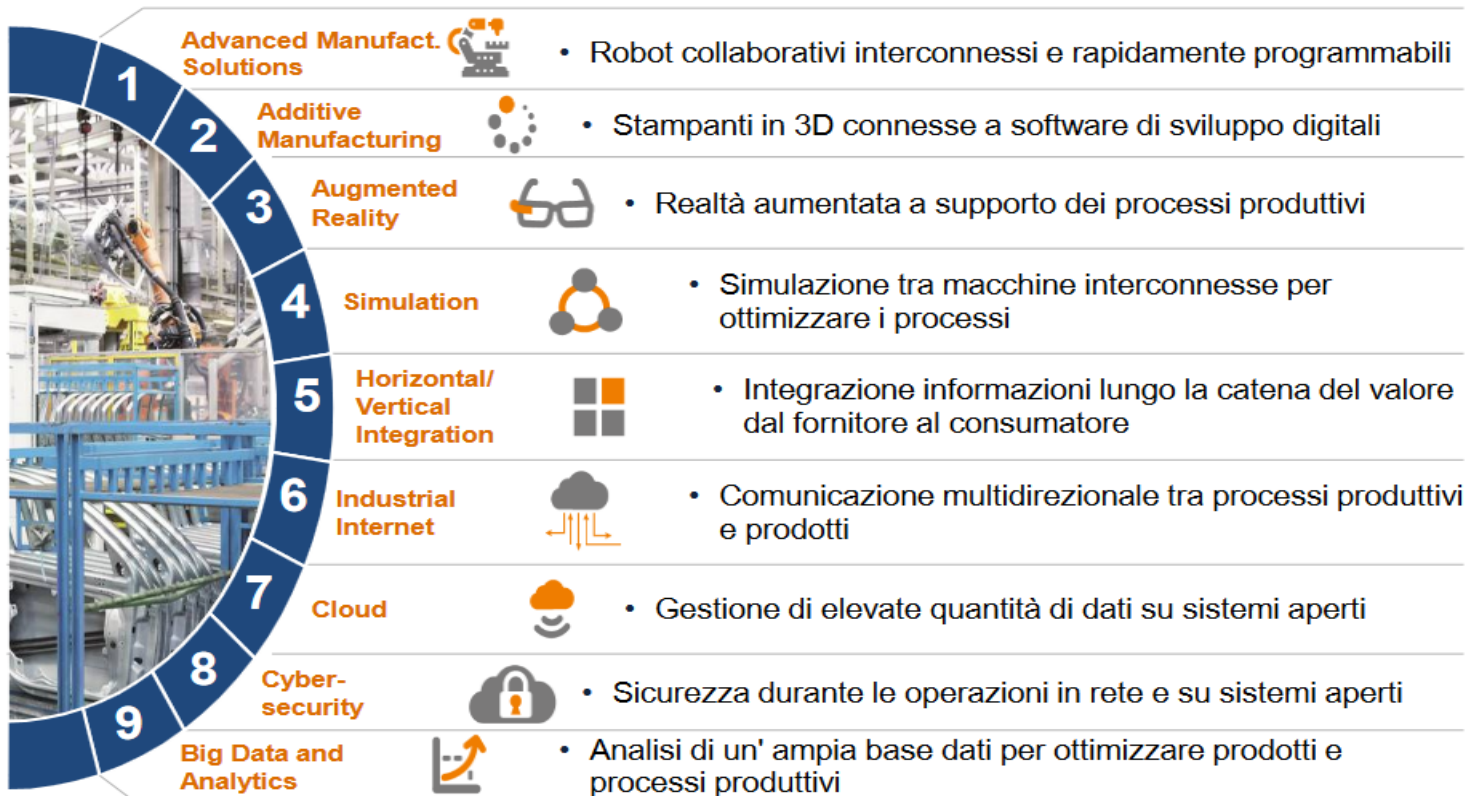 1
Advanced Manufact.
Solutions
• Robot collaborativi interconnessi e rapidamente programmabili
2
Additive
Manufacturing
• Stampanti in 3D connesse a software di sviluppo digitali
3
Augmented
Reality
• Realtà aumentata a supporto dei processi produttivi
4
Simulation
• Simulazione tra macchine interconnesse per
ottimizzare i processi
5
Horizontal/
Vertical
Integration
• Integrazione informazioni lungo la catena del valore
dal fornitore al consumatore
6
Industrial
Internet
• Comunicazione multidirezionale tra processi produttivi
e prodotti
7
Cloud
• Gestione di elevate quantità di dati su sistemi aperti
8
Cyber-
security
• Sicurezza durante le operazioni in rete e su sistemi aperti
9
Big Data and
Analytics
• Analisi di un' ampia base dati per ottimizzare prodotti e
processi produttivi